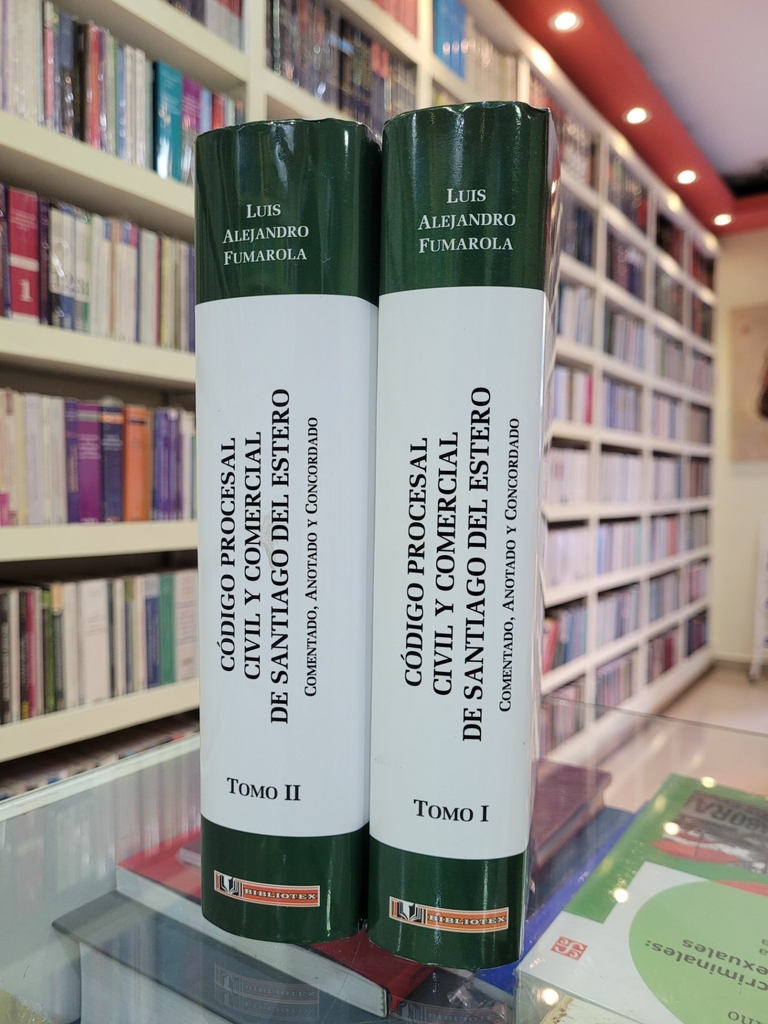 LUIS
ALEJANDRO
FUMAROLA
CÓDIGO PROCESAL
CIVIL Y COMERCIAL
DE SANTIAGO DEL ESTERO
COMENTADO, ANOTADO Y CONCORDADO
TOMO II
BIBLIOTEX
LUIS
ALEJANDRO
FUMAROLA
CÓDIGO PROCESAL
CIVIL Y COMERCIAL
DE SANTIAGO DEL ESTERO
COMENTADO, ANOTADO Y CONCORDADO
TOMO I
BIBLIOTEX
1
criminales:
exuales